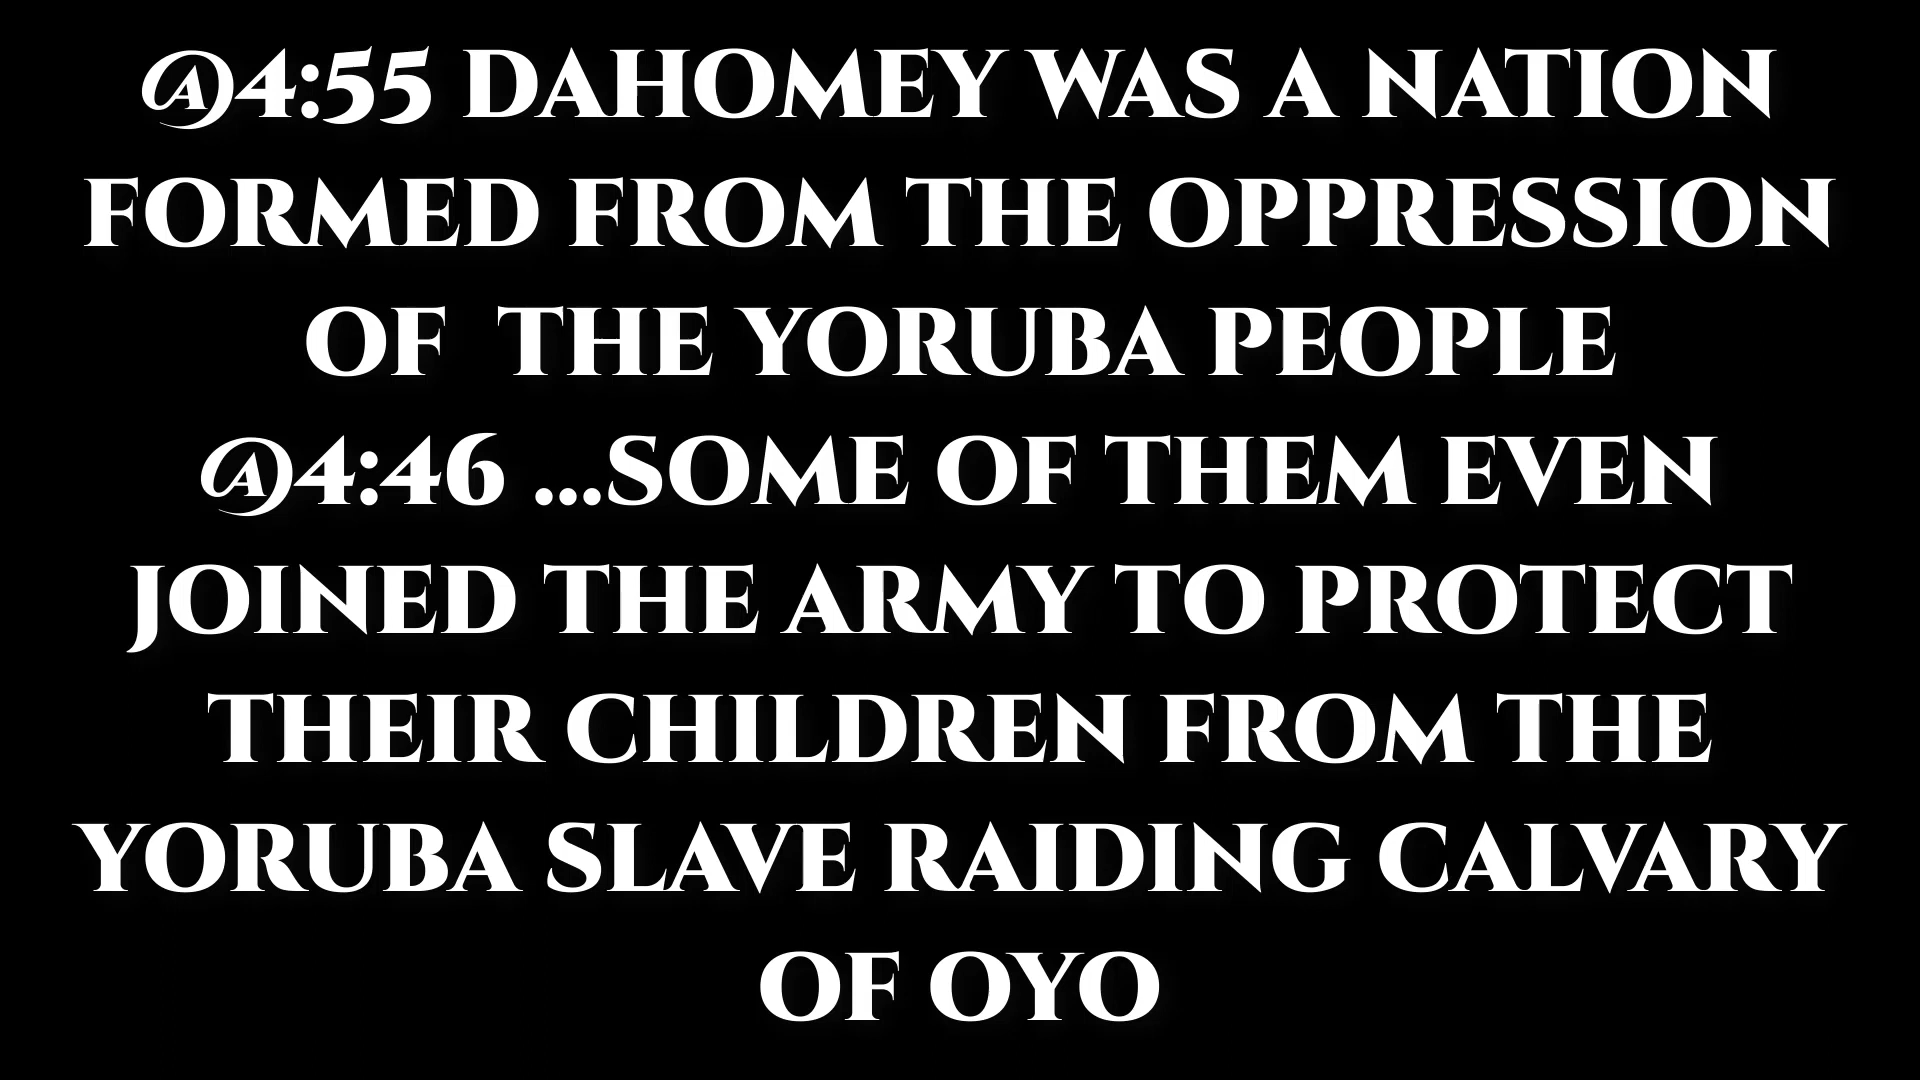 @4:55 DAHOMEY WAS A NATION
FORMED FROM THE OPPRESSION
OF THE YORUBA PEOPLE
@4:46 ...SOME OF THEM EVEN
JOINED THE ARMY TO PROTECT
THEIR CHILDREN FROM THE
YORUBA SLAVE RAIDING CALVARY
OF OYO